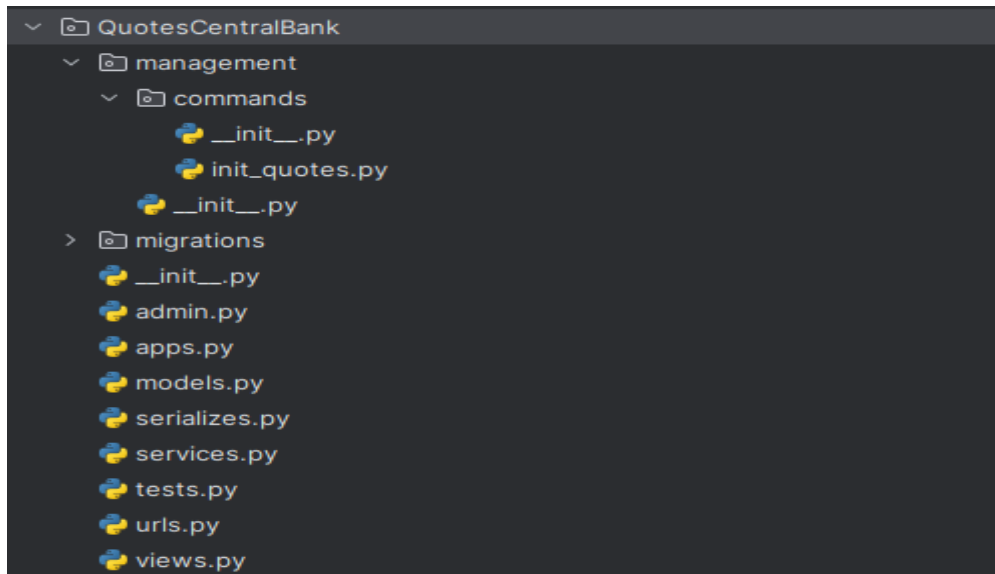 QuotesCentralBank
management
commands
__init__.py
init_quotes.py
__init__.py
migrations
__init__.py
admin.py
apps.py
models.py
serializes.py
services.py
tests.py
urls.py
views.py